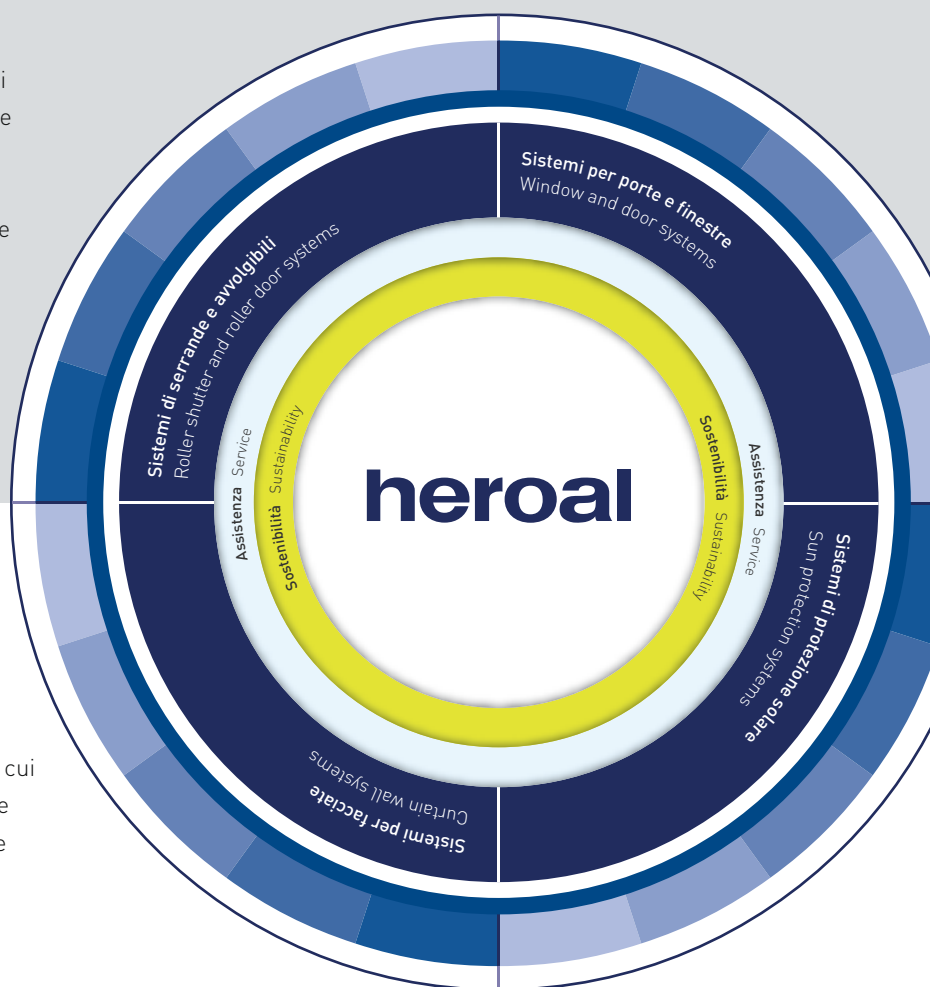 i
e
e
cui
e
e
Sistemi per porte e finestre
Window and door systems
Sistemi di protezione solare
Sun protection systems
Sistemi per facciate
Curtain wall systems
Sistemi di serrande e avvolgibili
Roller shutter and roller door systems
Assistenza Service
Sostenibilità Sustainability
Sostenibilità Sustainability
Assistenza Service
heroal